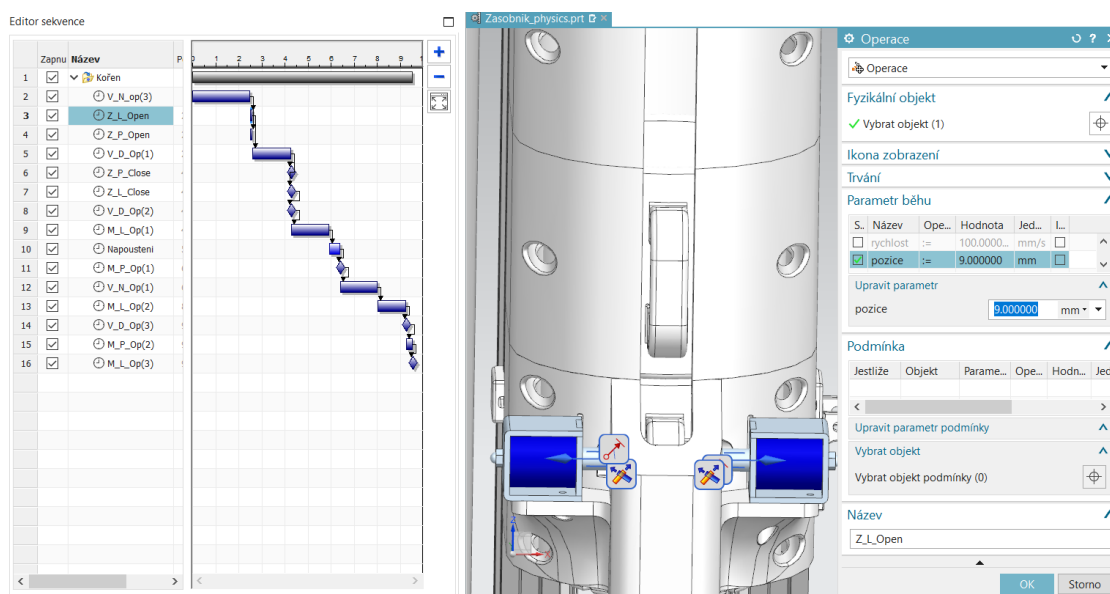 Editor sekvence
Zapnu Název
1 2 3 4 5 6 7 8 9
1 Kořen
2 V_N_op(3)
3 Z_L_Open
4 Z_P_Open
5 V_D_Op(1)
6 Z_P_Close
7 Z_L_Close
8 V_D_Op(2)
9 M_L_Op(1)
10 Napousteni
11 M_P_Op(1)
12 V_N_Op(1)
13 M_L_Op(2)
14 V_D_Op(3)
15 M_P_Op(2)
16 M_L_Op(3)
Zasobnik_physics.prt
Operace
Operace
Fyzikální objekt
Vybrat objekt (1)
Ikona zobrazení
Trvání
Parametr běhu
S.. Název Ope... Hodnota Jed... I...
rychlost := 100.0000... mm/s
pozice := 9.000000 mm
Upravit parametr
pozice 9.000000 mm
Podmínka
Jestliže Objekt Parame... Ope... Hodn... Jed
Upravit parametr podmínky
Vybrat objekt
Vybrat objekt podmínky (0)
Název
Z_L_Open
OK Storno